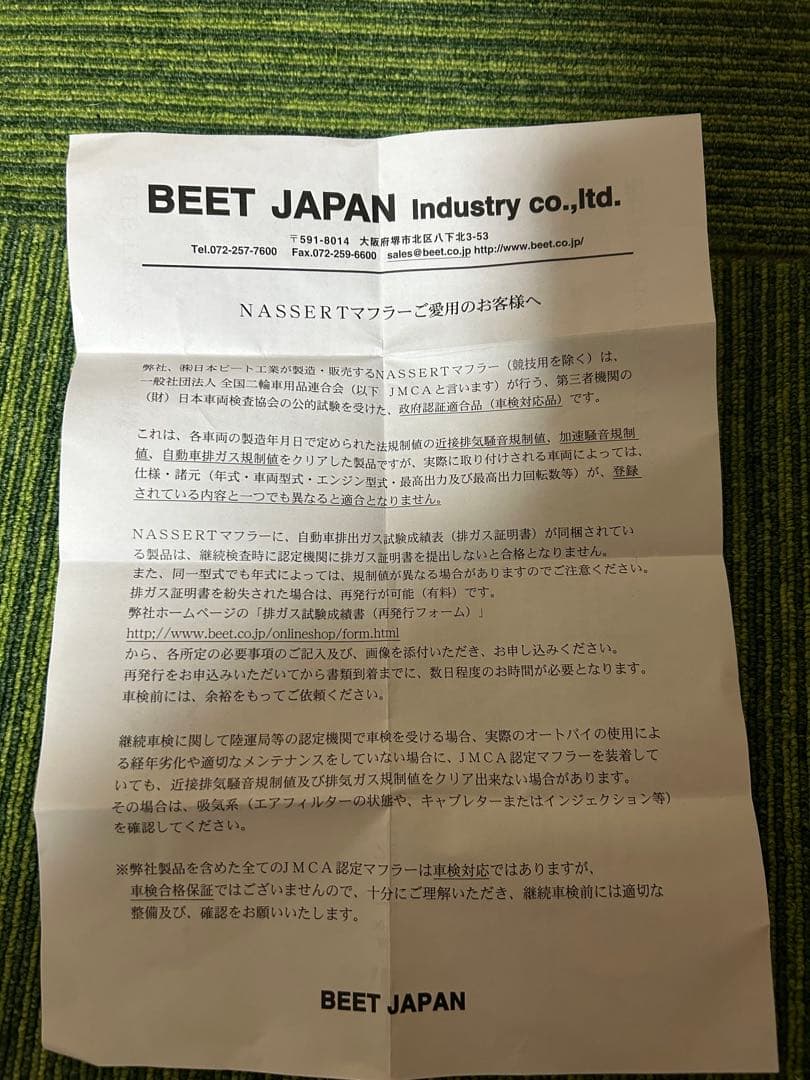 BEET JAPAN Industry co.,ltd.
〒591-8014 大阪府堺市北区八下北3-53
Tel.072-257-7600 Fax.072-259-6600 sales@beet.co.jp http://www.beet.co.jp/
NASSERTマフラーご愛用のお客様へ
弊社、㈱日本ビート工業が製造・販売するNASSERTマフラー（競技用を除く）は、
一般社団法人 全国二輪車用品連合会（以下 JMCAと言います）が行う、第三者機関の
（財）日本車両検査協会の公的試験を受けた、政府認証適合品（車検対応品）です。
これは、各車両の製造年月日で定められた法規制値の近接排気騒音規制値、加速騒音規制
値、自動車排ガス規制値をクリアした製品ですが、実際に取り付けされる車両によっては、
仕様・諸元（年式・車両型式・エンジン型式・最高出力及び最高出力回転数等）が、登録
されている内容と一つでも異なると適合となりません。
NASSERTマフラーに、自動車排出ガス試験成績表（排ガス証明書）が同梱されてい
る製品は、継続検査時に認定機関に排ガス証明書を提出しないと合格となりません。
また、同一型式でも年式によっては、規制値が異なる場合がありますのでご注意ください。
排ガス証明書を紛失された場合は、再発行が可能（有料）です。
弊社ホームページの「排ガス試験成績書（再発行フォーム）」
http;//www.beet.co.jp/onlineshop/form.html
から、各所定の必要事項のご記入及び、画像を添付いただき、お申し込みください。
再発行をお申込みいただいてから書類到着までに、数日程度のお時間が必要となります。
車検前には、余裕をもってご依頼ください。
継続車検に関して陸運局等の認定機関で車検を受ける場合、実際のオートバイの使用によ
る経年劣化や適切なメンテナンスをしていない場合に、JMCA認定マフラーを装着して
いても、近接排気騒音規制値及び排気ガス規制値をクリア出来ない場合があります。
その場合は、吸気系（エアフィルターの状態や、キャブレターまたはインジェクション等）
を確認してください。
※弊社製品を含めた全てのJMCA認定マフラーは車検対応ではありますが、
車検合格保証ではございませんので、十分にご理解いただき、継続車検前には適切な
整備及び、確認をお願いいたします。
BEET JAPAN